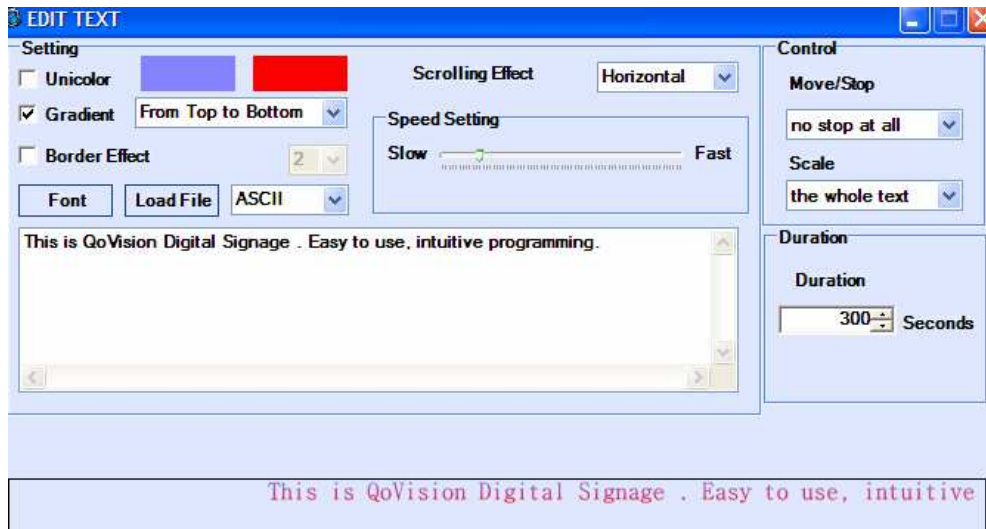 EDIT TEXT
Setting
Unicolor
Scrolling Effect
Horizontal
Gradient
From Top to Bottom
Speed Setting
Border Effect
2
Slow
Fast
Font
Load File
ASCII
This is QoVision Digital Signage . Easy to use, intuitive programming.
Control
Move/Stop
no stop at all
Scale
the whole text
Duration
Duration
300
Seconds
This is QoVision Digital Signage . Easy to use, intuitive